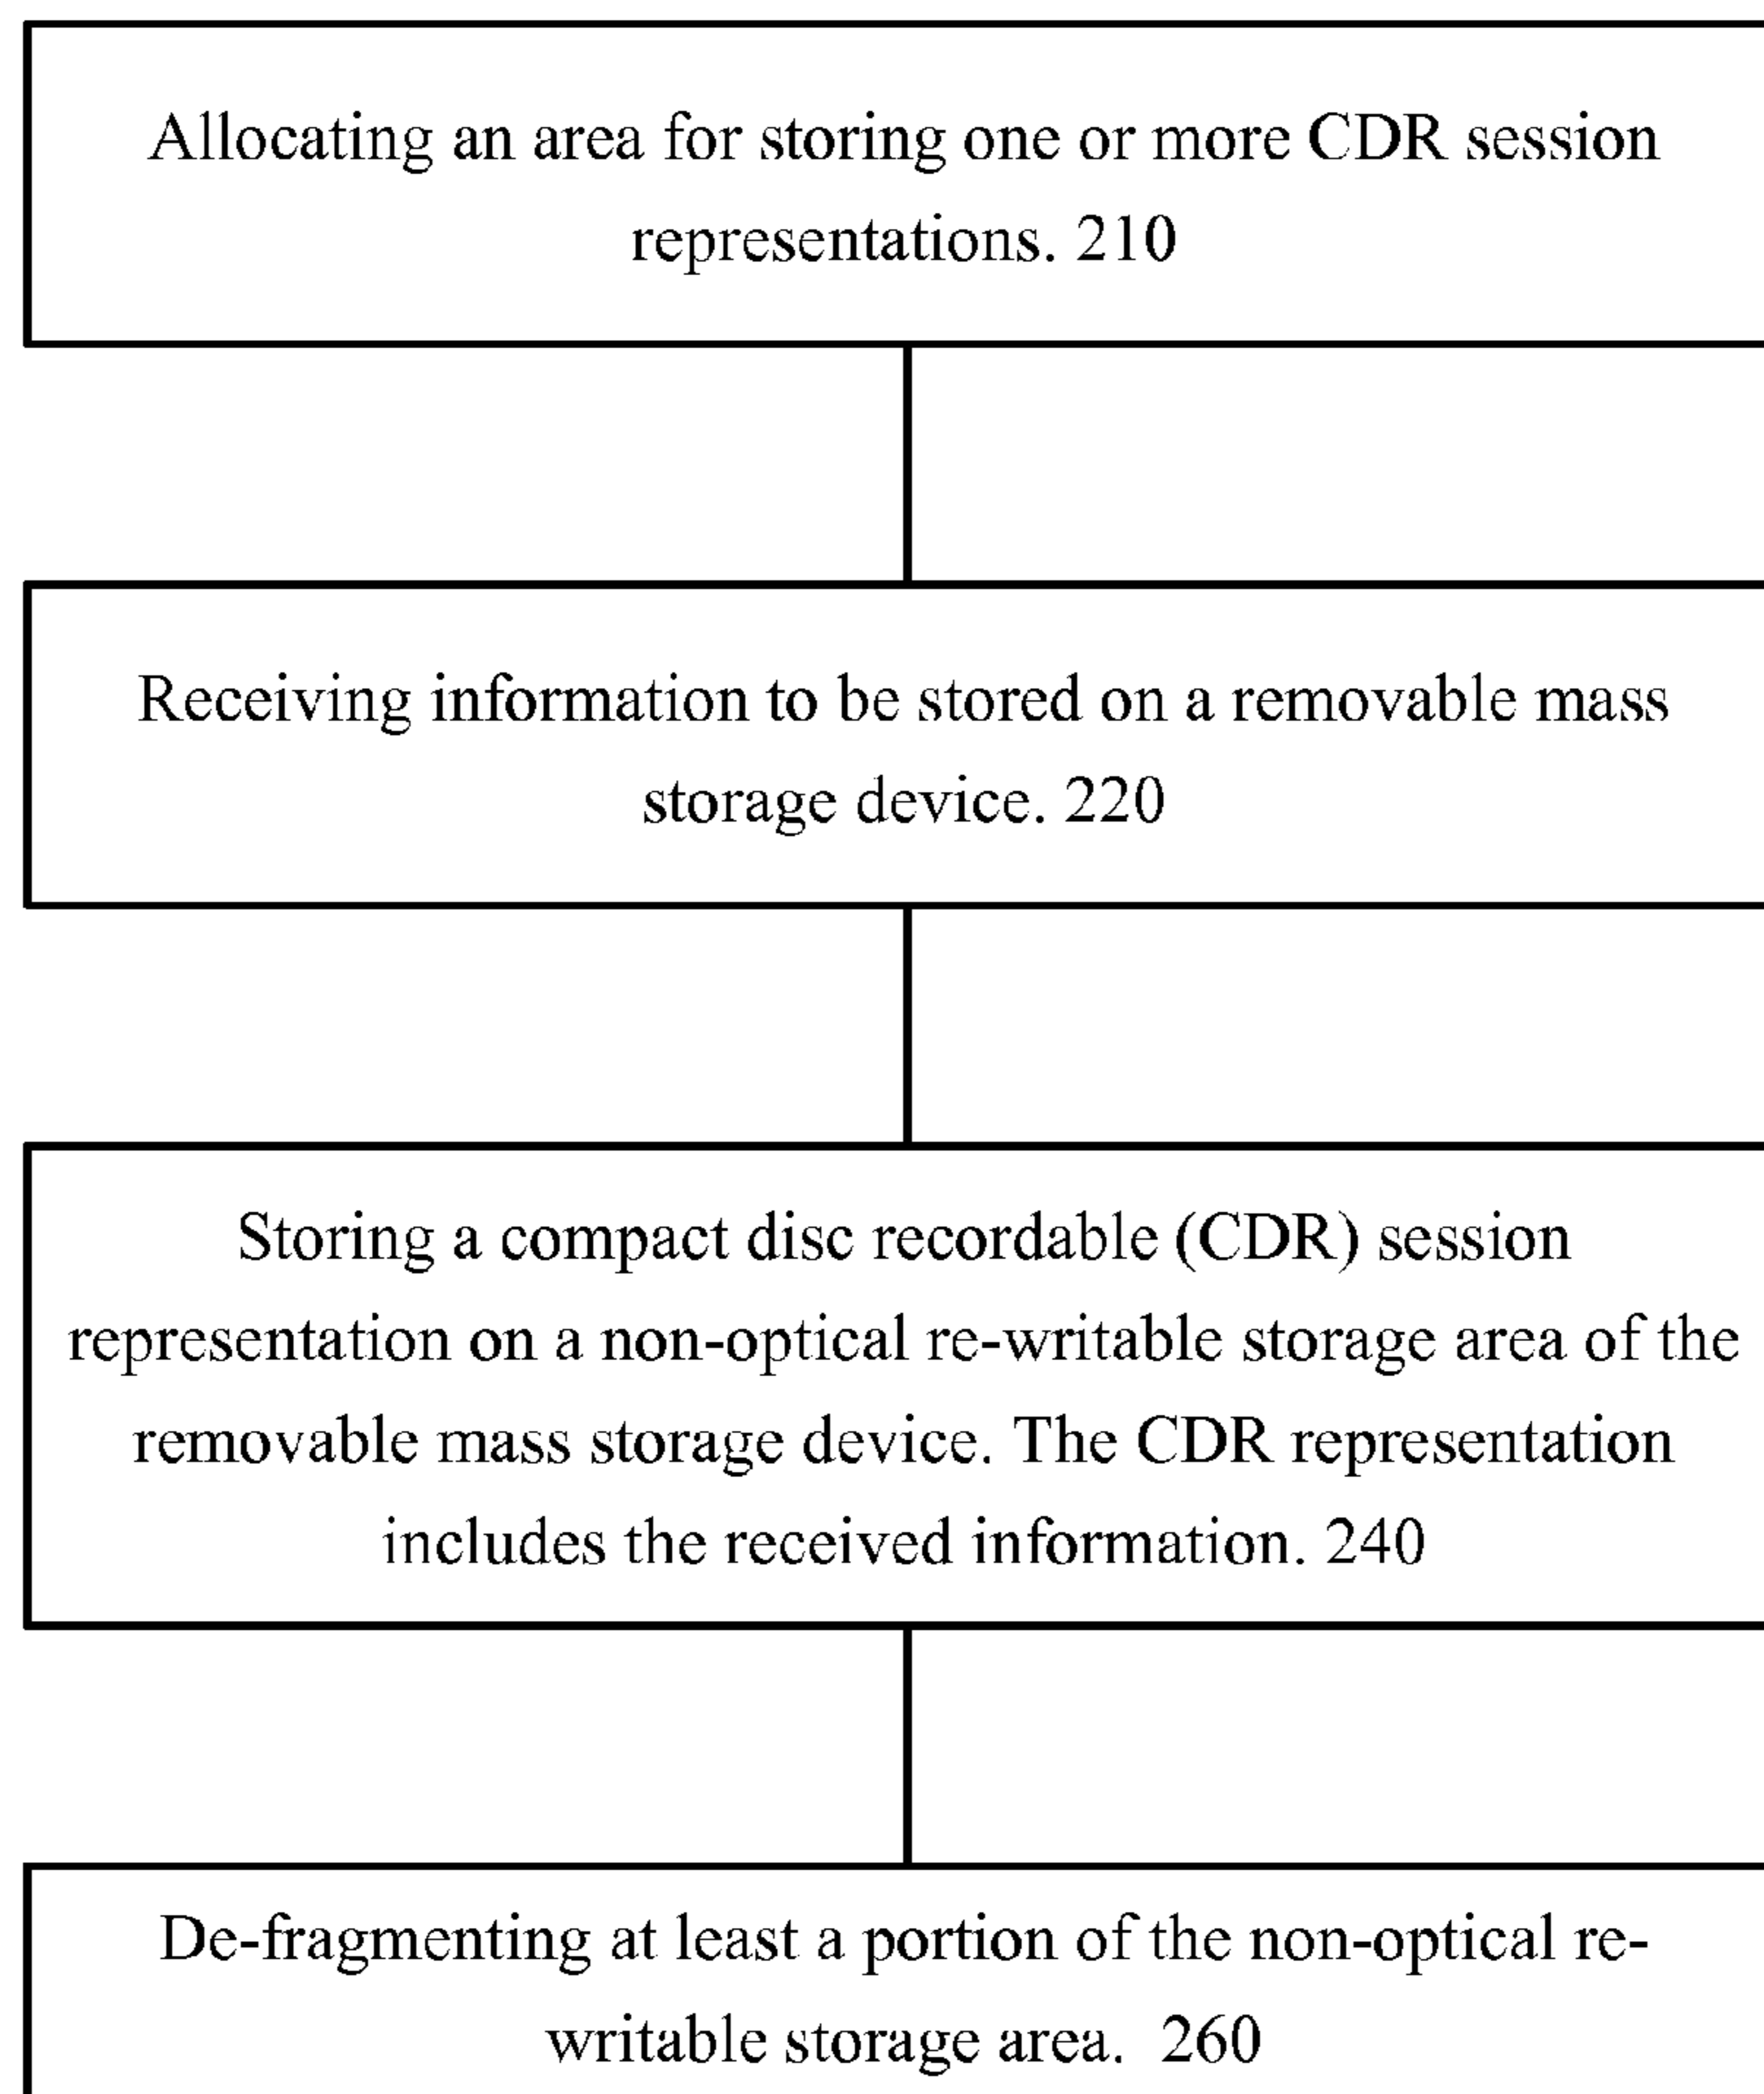 Allocating an area for storing one or more CDR session
representations. 210
Receiving information to be stored on a removable mass
storage device. 220
Storing a compact disc recordable (CDR) session
representation on a non-optical re-writable storage area of the
removable mass storage device. The CDR representation
includes the received information. 240
De-fragmenting at least a portion of the non-optical re-
writable storage area. 260